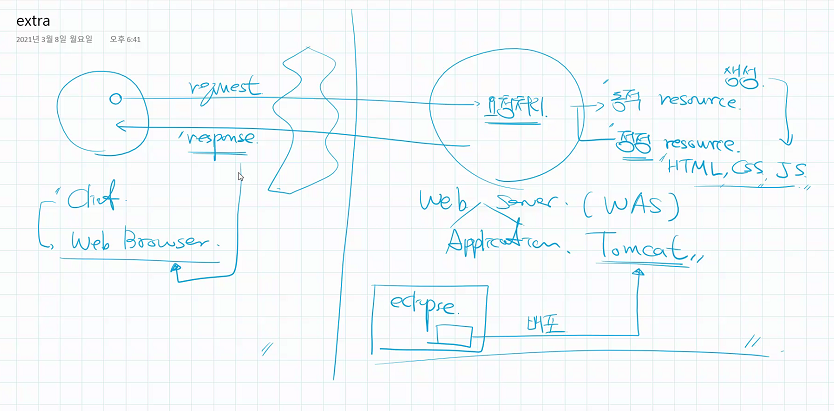 extra
2021년 3월 8일 월요일 오후 6:41
request
response
Client
Web Browser.
요청처리
동적 resource.
생성
정적 resource.
HTML, CSS, JS
Web Server. (WAS)
Application. Tomcat
eclipse.
배포